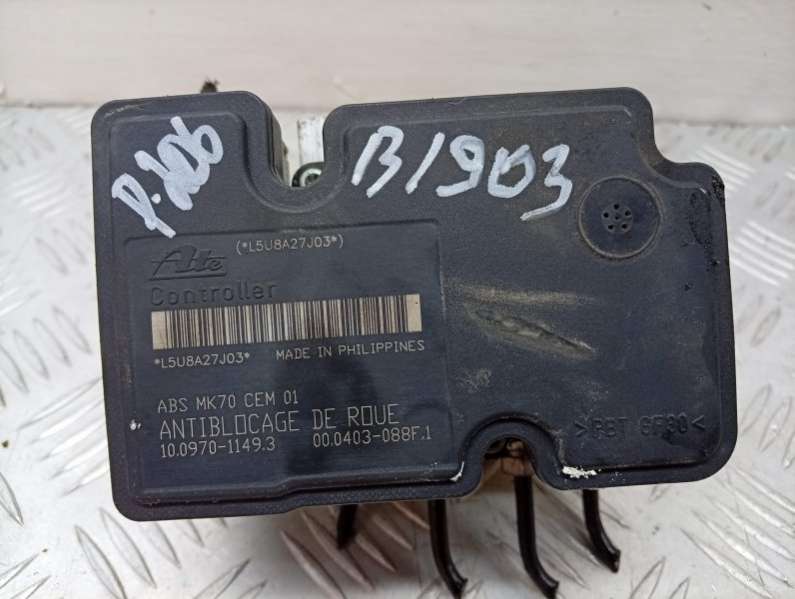 P.206
B1903
(*L5U8A27J03*)
Ate
Controller
*L5U8A27J03* MADE IN PHILIPPINES
ABS MK70 CEM 01
ANTIBLOCAGE DE ROUE
10.0970-1149.3 00.0403-088F.1
>PBT GF30<